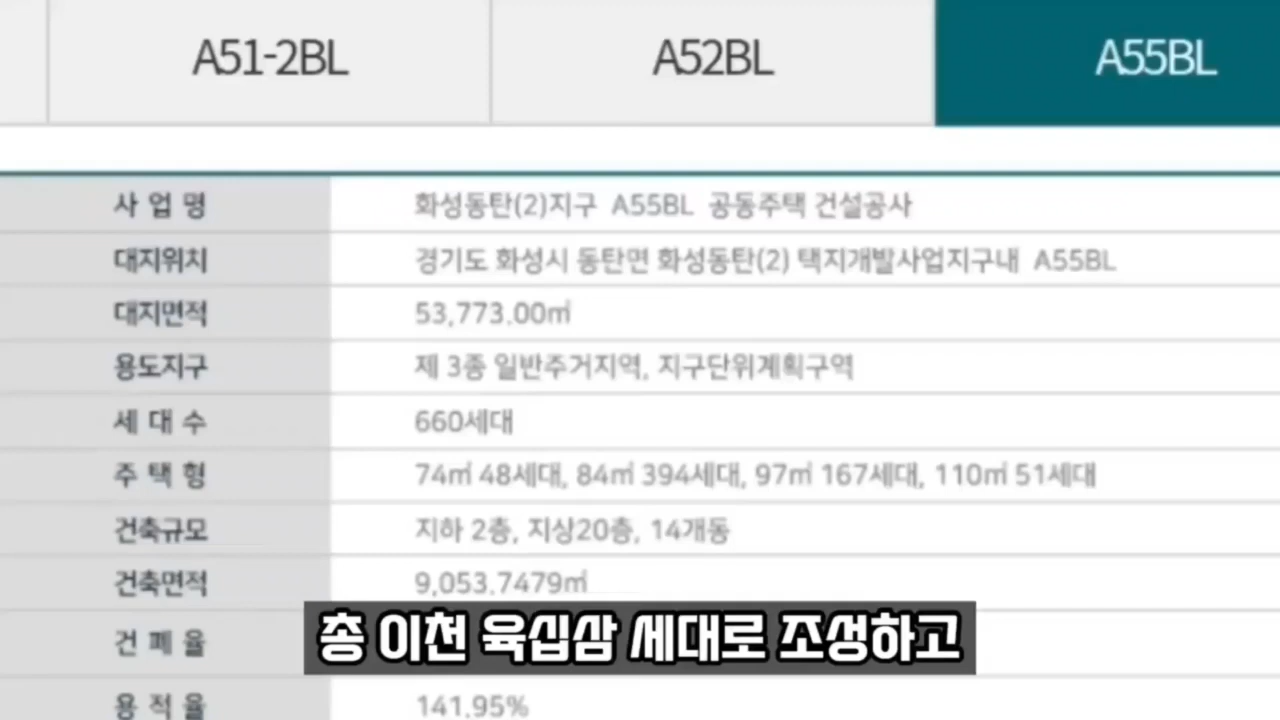 A51-2BL A52BL A55BL
사 업 명 화성동탄(2)지구 A55BL 공동주택 건설공사
대지위치 경기도 화성시 동탄면 화성동탄(2) 택지개발사업지구내 A55BL
대지면적 53,773.00㎡
용도지구 제 3종 일반주거지역, 지구단위계획구역
세 대 수 660세대
주 택 형 74㎡ 48세대, 84㎡ 394세대, 97㎡ 167세대, 110㎡ 51세대
건축규모 지하 2층, 지상20층, 14개동
건축면적 9,053.7479㎡
건 폐 율
총 이천 육십삼 세대로 조성하고
용 적 율 141.95%